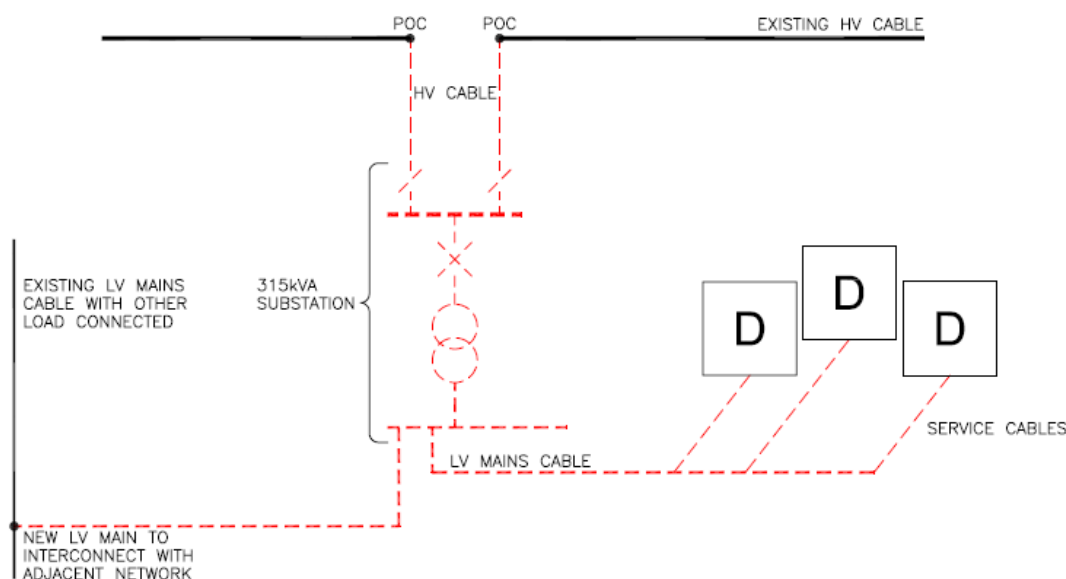 POC
POC
EXISTING HV CABLE
HV CABLE
EXISTING LV MAINS
CABLE WITH OTHER
LOAD CONNECTED
315kVA
SUBSTATION
D
D
D
SERVICE CABLES
LV MAINS CABLE
NEW LV MAIN TO
INTERCONNECT WITH
ADJACENT NETWORK